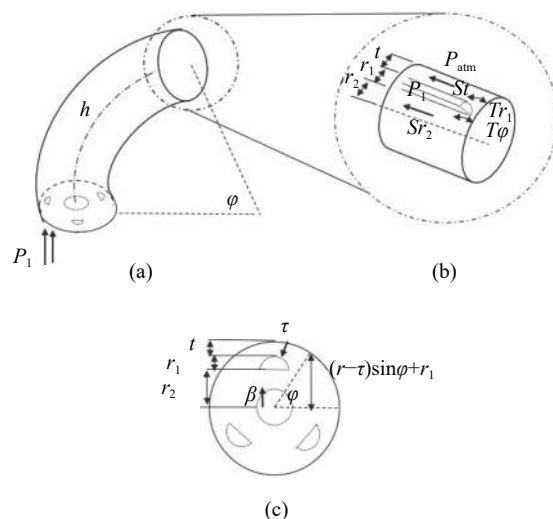 h
φ
P₁
(a)
t
r₁
r₂
Pₐₜₘ
St
P₁
Sr₂
Tr₁
Tφ
(b)
t
r₁
r₂
τ
(r−τ)sinφ+r₁
β
φ
(c)